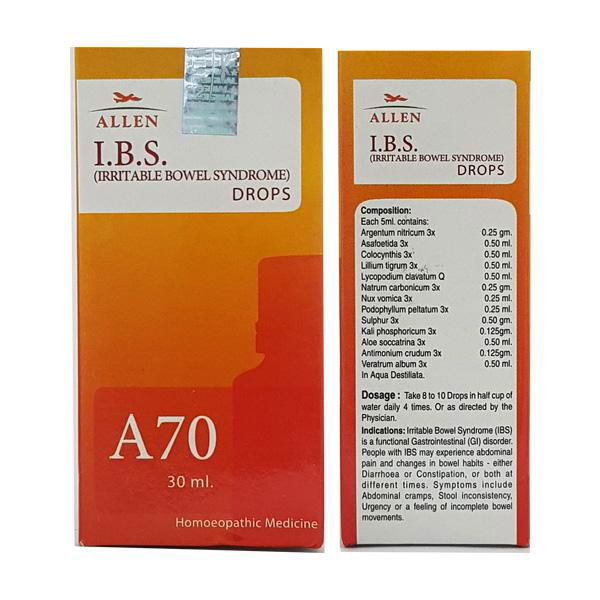 ALLEN
I.B.S.
(IRRITABLE BOWEL SYNDROME)
DROPS
A70
30 ml.
Homoeopathic Medicine
ALLEN
I.B.S.
(IRRITABLE BOWEL SYNDROME)
DROPS
Composition:
Each 5ml. contains:
Argentum nitricum 3x 0.25 gm.
Asafoetida 3x 0.50 ml.
Colocynthis 3x 0.50 ml.
Lillium tigrum 3x 0.50 ml.
Lycopodium clavatum Q 0.50 ml.
Natrum carbonicum 3x 0.25 gm.
Nux vomica 3x 0.25 ml.
Podophyllum peltatum 3x 0.25 ml.
Sulphur 3x 0.50 gm.
Kali phosphoricum 3x 0.125gm.
Aloe soccatrina 3x 0.50 ml.
Antimonium crudum 3x 0.125gm.
Veratrum album 3x 0.50 ml.
In Aqua Destillata.
Dosage : Take 8 to 10 Drops in half cup of
water daily 4 times. Or as directed by the
Physician.
Indications: Irritable Bowel Syndrome (IBS)
is a functional Gastrointestinal (GI) disorder.
People with IBS may experience abdominal
pain and changes in bowel habits - either
Diarrhoea or Constipation, or both at
different times. Symptoms include
Abdominal cramps, Stool inconsistency,
Urgency or a feeling of incomplete bowel
movements.